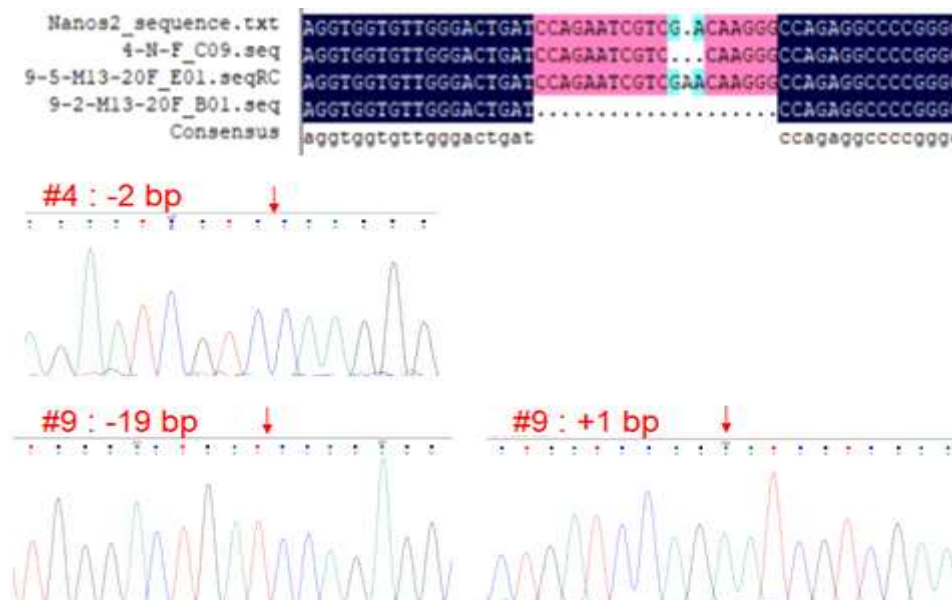 Nanos2_sequence.txt AGGTGGTGTTGGGACTGATCCAGAATCGTCG.ACAAGGGCCAGAGGCCCCGGG
4-N-F_C09.seq AGGTGGTGTTGGGACTGATCCAGAATCGTC...CAAGGGCCAGAGGCCCCGGG
9-5-M13-20F_E01.seqRC AGGTGGTGTTGGGACTGATCCAGAATCGTCGAACAAGGGCCAGAGGCCCCGGG
9-2-M13-20F_B01.seq AGGTGGTGTTGGGACTGAT....................CCAGAGGCCCCGGG
Consensus aggtggtgttgggactgat ccagaggccccggg
#4 : -2 bp
#9 : -19 bp #9 : +1 bp